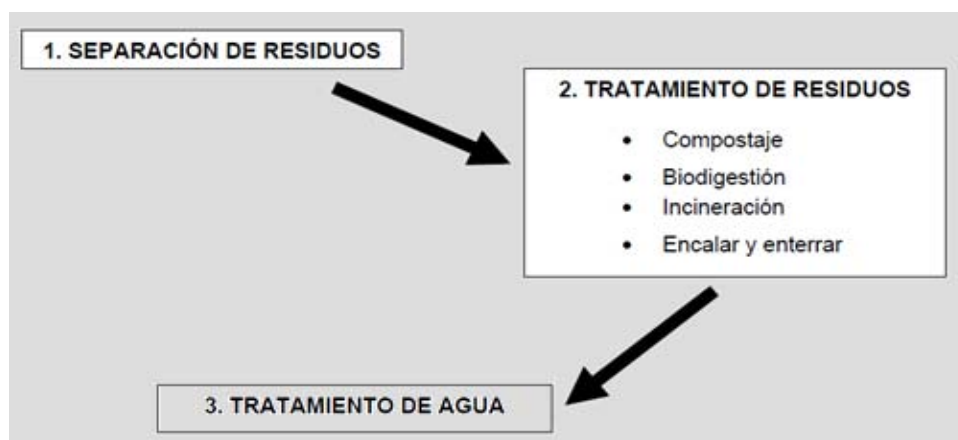 1. SEPARACIÓN DE RESIDUOS
2. TRATAMIENTO DE RESIDUOS
• Compostaje
• Biodigestión
• Incineración
• Encalar y enterrar
3. TRATAMIENTO DE AGUA